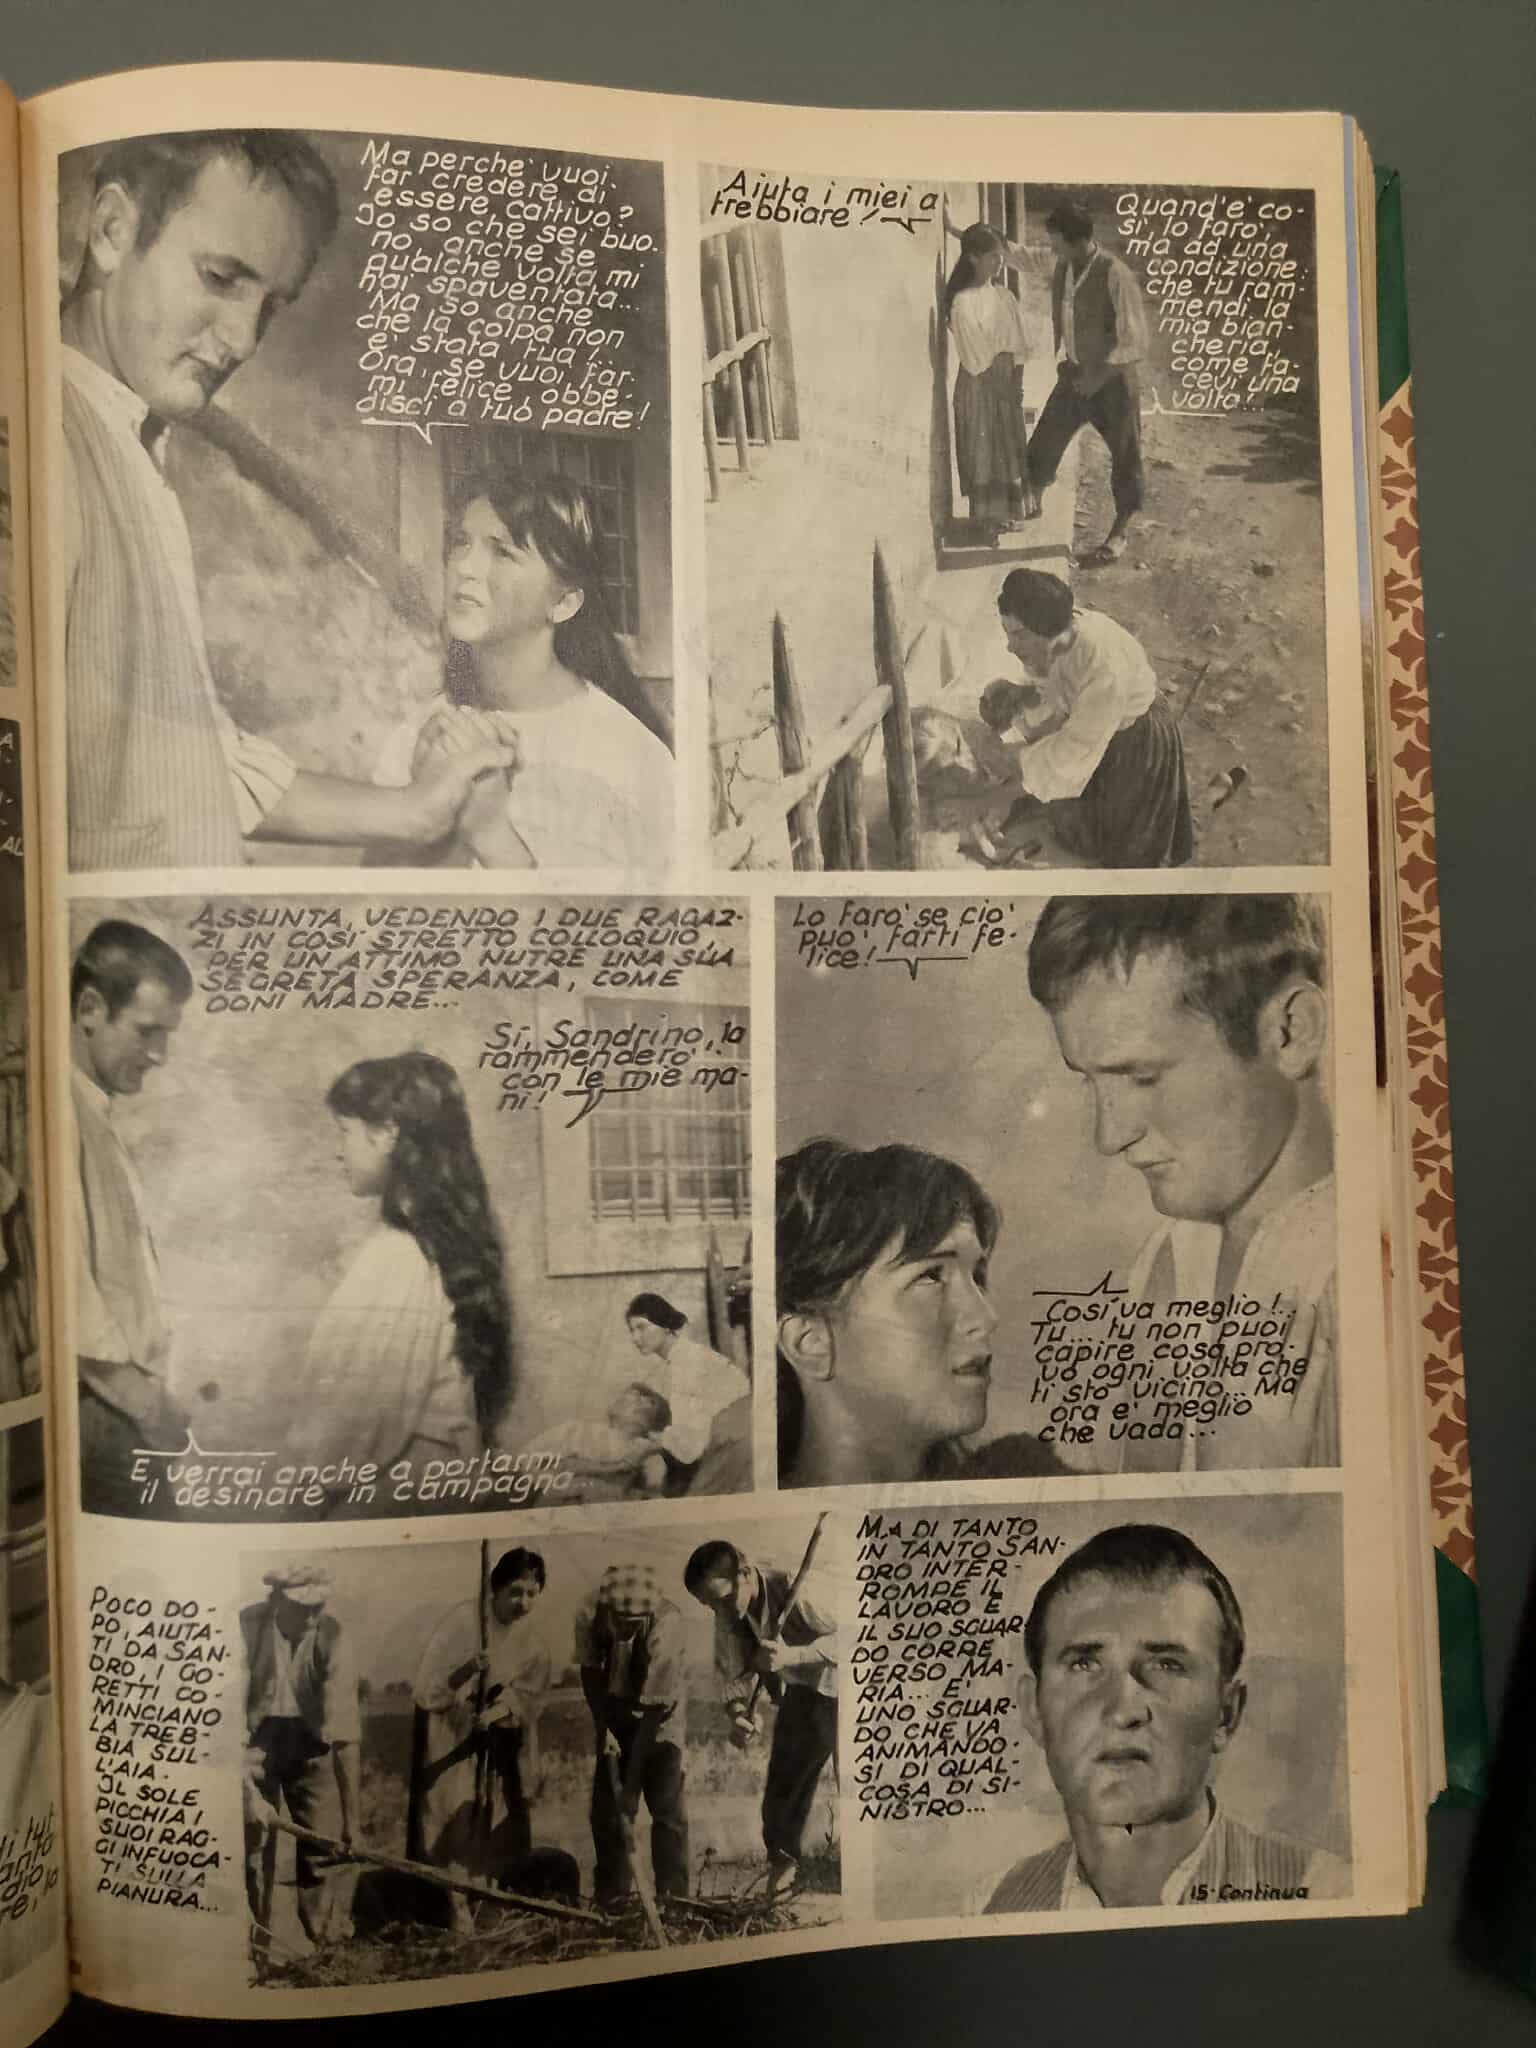 Ma perche' vuoi
far credere di
essere cattivo?
Io so che sei buo-
no, anche se
qualche volta mi
hai spaventata...
Ma so anche
che la colpa non
e' stata tua!..
Ora, se vuoi far-
mi felice, obbe-
disci a tuo padre!
Aiuta i miei a
trebbiare!
Quand'e' co-
si', lo faro',
ma ad una
condizione:
che tu ram-
mendi la
mia bian-
cheria,
come fa-
cevi una
volta!..
ASSUNTA, VEDENDO I DUE RAGAZ-
ZI IN COSI' STRETTO COLLOQUIO,
PER UN ATTIMO NUTRE UNA SUA
SEGRETA SPERANZA, COME
OGNI MADRE...
Sí, Sandrino, la
rammendero'
con le mie ma-
ni!
E verrai anche a portarmi
il desinare in campagna...
Lo faro' se cio'
puo' farti fe-
lice!
Cosí va meglio!..
Tu... tu non puoi
capire cosa pro-
vo ogni volta che
ti sto vicino... Ma
ora e' meglio
che vada...
POCO DO-
PO, AIUTA-
TI DA SAN-
DRO, I GO-
RETTI CO-
MINCIANO
LA TREB-
BIA SUL-
L'AIA.
IL SOLE
PICCHIA I
SUOI RAG-
GI INFUOCA-
TI SULLA
PIANURA...
MA DI TANTO
IN TANTO SAN-
DRO INTER-
ROMPE IL
LAVORO E
IL SUO SGUAR-
DO CORRE
VERSO MA-
RIA... E'
UNO SGUAR-
DO CHE VA
ANIMANDO-
SI DI QUAL-
COSA DI SI-
NISTRO...
15-Continua